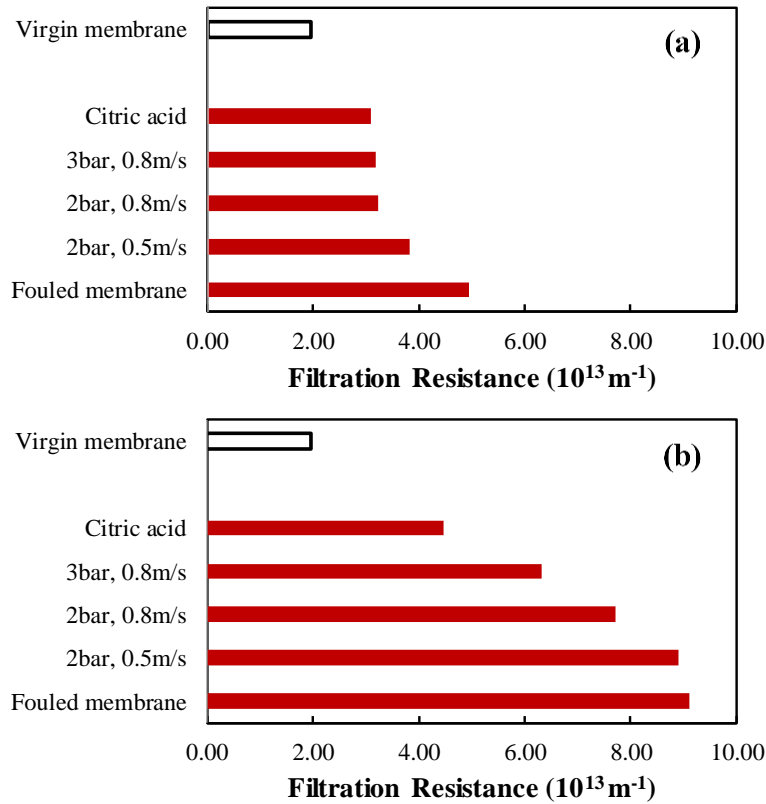 Virgin membrane
(a)
Citric acid
3bar, 0.8m/s
2bar, 0.8m/s
2bar, 0.5m/s
Fouled membrane
0.00 2.00 4.00 6.00 8.00 10.00
Filtration Resistance (10¹³ m⁻¹)
Virgin membrane
(b)
Citric acid
3bar, 0.8m/s
2bar, 0.8m/s
2bar, 0.5m/s
Fouled membrane
0.00 2.00 4.00 6.00 8.00 10.00
Filtration Resistance (10¹³ m⁻¹)